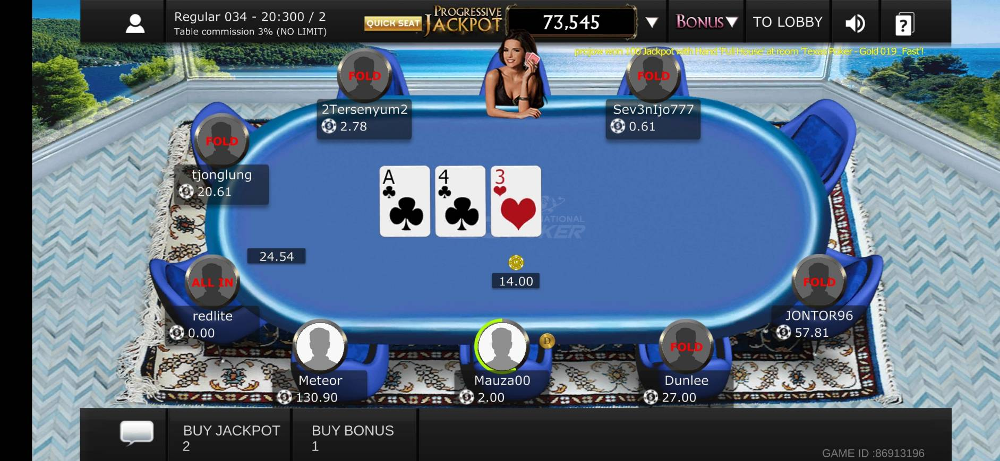 Regular 034 - 20:300 / 2
Table commission 3% (NO LIMIT)
QUICK SEAT
PROGRESSIVE
JACKPOT
73,545
BONUS
TO LOBBY
?
projow won 100 Jackpot with Hand 'Full House' at room 'Texas Poker - Gold 019_Fast'!
FOLD
2Tersenyum2
2.78
FOLD
Sev3nIjo777
0.61
FOLD
tjonglung
20.61
A
4
3
24.54
1K
14.00
ALL IN
redlite
0.00
FOLD
JONTOR96
57.81
Meteor
130.90
D
Mauza00
2.00
FOLD
Dunlee
27.00
BUY JACKPOT
2
BUY BONUS
1
GAME ID :86913196